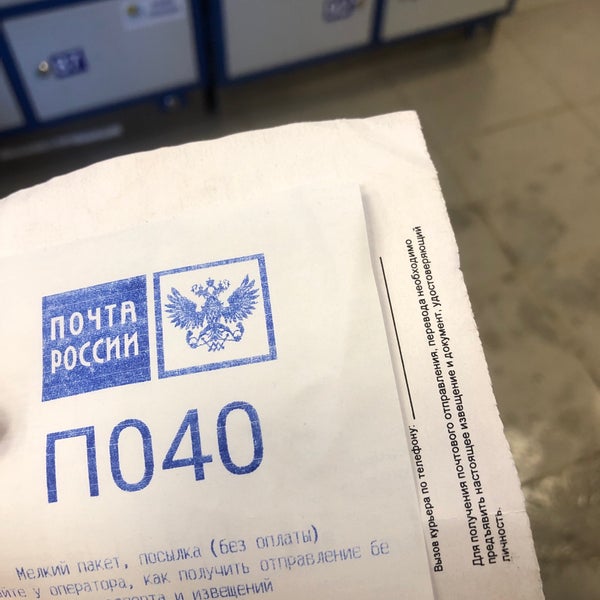 37
ПОЧТА
РОССИИ
П040
Мелкий пакет, посылка (без оплаты)
у оператора, как получить отправление бе
и извещений
Вызов курьера по телефону:
Для получения почтового отправления, перевода необходимо
предъявить настоящее извещение и документ, удостоверяющий
личность.